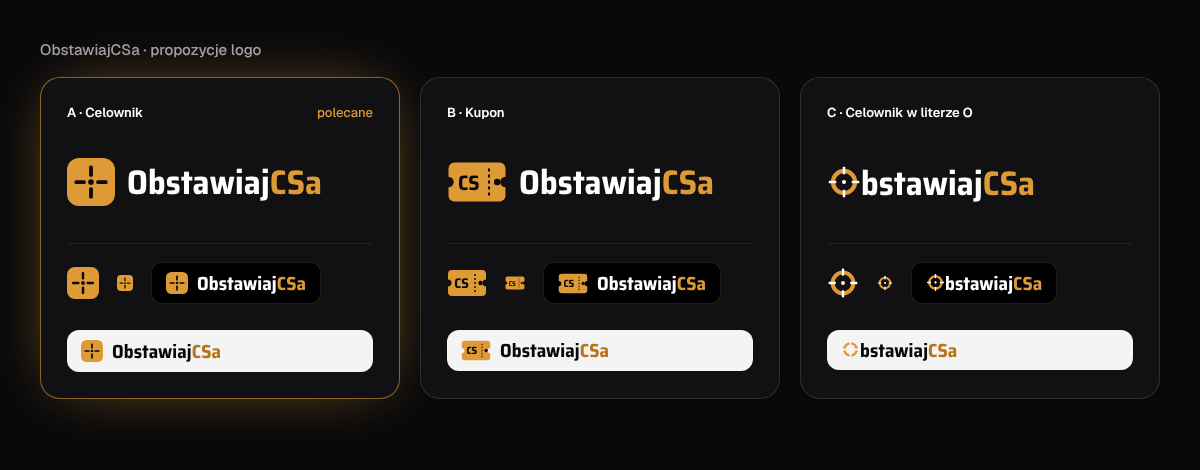 ObstawiajCSa · propozycje logo
A · Celownik
polecane
ObstawiajCSa
ObstawiajCSa
ObstawiajCSa
B · Kupon
CS
ObstawiajCSa
CS
CS
CS
ObstawiajCSa
CS
ObstawiajCSa
C · Celownik w literze O
bstawiajCSa
bstawiajCSa
bstawiajCSa